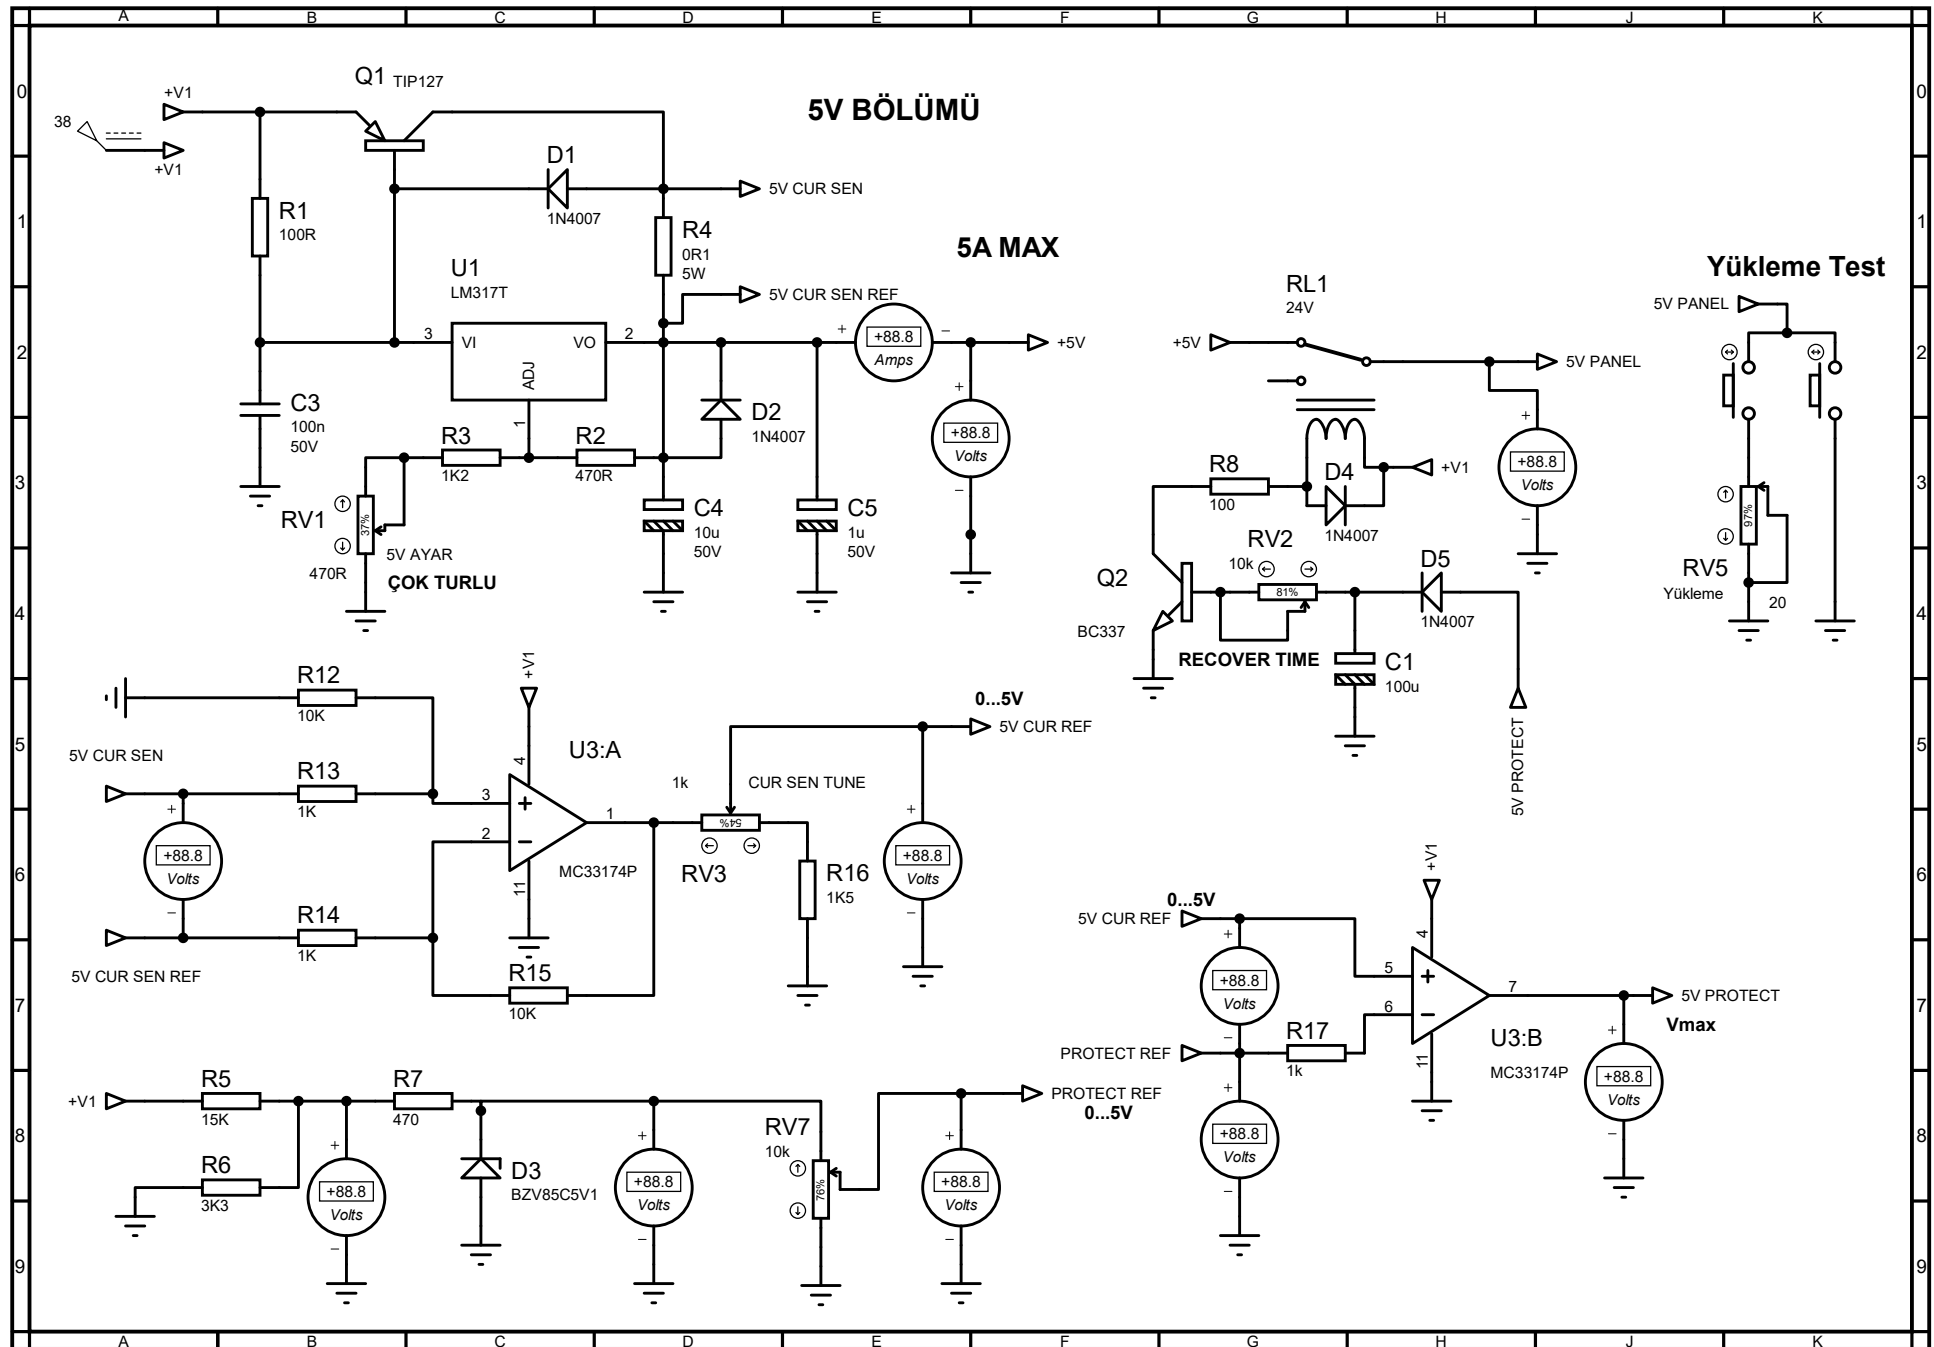 A B C D E F G H J K
0 0
1 1
2 2
3 3
4 4
5 5
6 6
7 7
8 8
9 9
Q1 TIP127
+V1
38
+V1
5V BÖLÜMÜ
D1
1N4007
5V CUR SEN
R1
100R
R4
0R1
5W
5A MAX
U1
LM317T
5V CUR SEN REF
3 VI VO 2
ADJ
1
+88.8
Amps
+ −
+5V
C3
100n
50V
R3
1K2
R2
470R
D2
1N4007
+
+88.8
Volts
−
RV1
37%
470R
5V AYAR
ÇOK TURLU
C4
10u
50V
C5
1u
50V
RL1
24V
+5V
5V PANEL
+
+88.8
Volts
−
R8
100
D4
1N4007
+V1
RV2
10k
81%
Q2
BC337
RECOVER TIME
D5
1N4007
C1
100u
5V PROTECT
Yükleme Test
5V PANEL
97%
RV5
Yükleme
20
R12
10K
+V1
5V CUR SEN
R13
1K
U3:A
4
3 +
2 −
1
11
MC33174P
+
+88.8
Volts
−
R14
1K
5V CUR SEN REF
R15
10K
1k
CUR SEN TUNE
54%
RV3
R16
1K5
0...5V
5V CUR REF
+
+88.8
Volts
−
0...5V
5V CUR REF
+
+88.8
Volts
−
PROTECT REF
R17
1k
+
+88.8
Volts
−
+V1
4
5 +
6 −
7
11
U3:B
MC33174P
5V PROTECT
Vmax
+
+88.8
Volts
−
+V1
R5
15K
R6
3K3
R7
470
+
+88.8
Volts
−
D3
BZV85C5V1
+
+88.8
Volts
−
RV7
10k
76%
+
+88.8
Volts
−
PROTECT REF
0...5V
A B C D E F G H J K